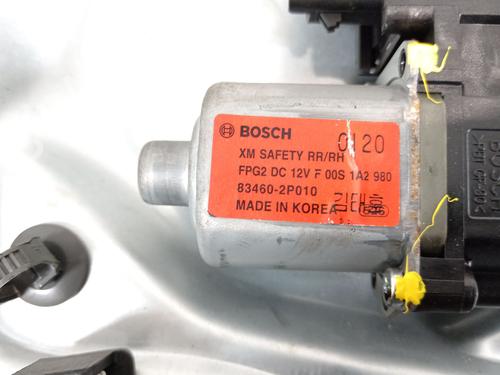 BOSCH 0120
XM SAFETY RR/RH
FPG2 DC 12V F 00S 1A2 980
83460-2P010
MADE IN KOREA